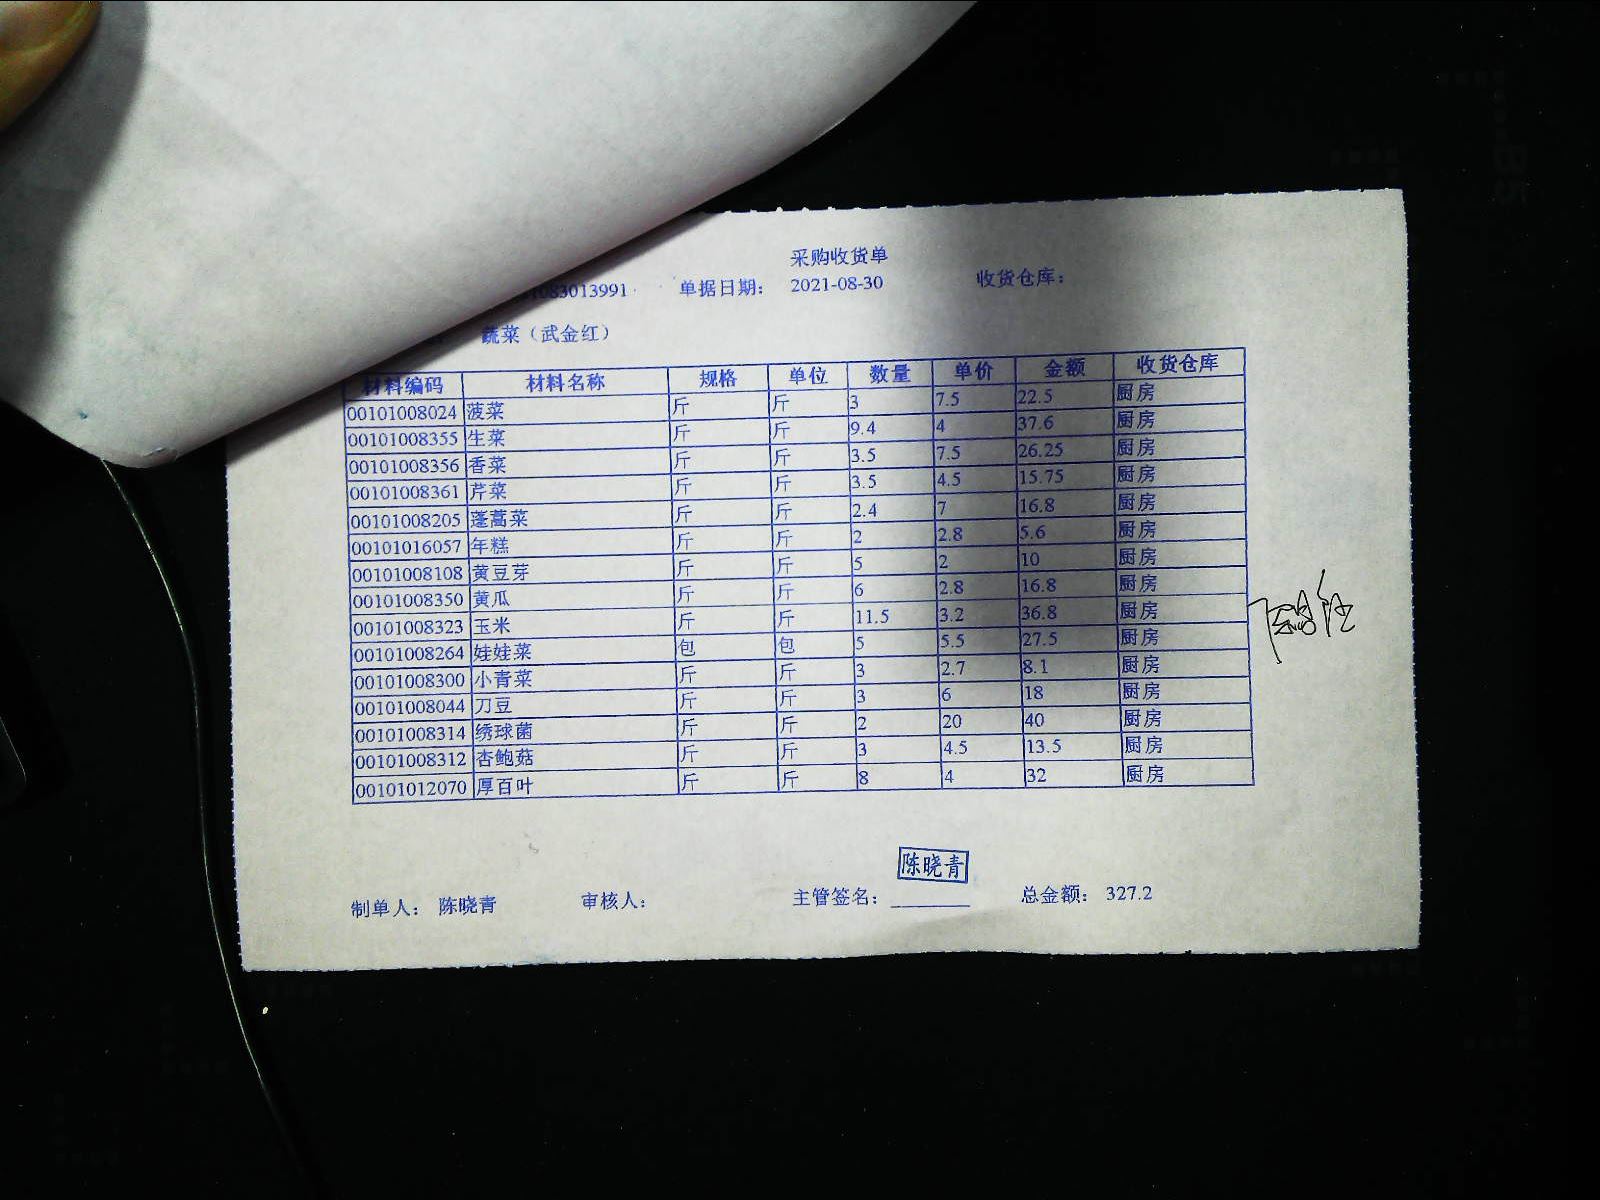 采购收货单
083013991 单据日期： 2021-08-30 收货仓库：
蔬菜（武金红）
材料编码 材料名称 规格 单位 数量 单价 金额 收货仓库
00101008024 菠菜 斤 斤 3 7.5 22.5 厨房
00101008355 生菜 斤 斤 9.4 4 37.6 厨房
00101008356 香菜 斤 斤 3.5 7.5 26.25 厨房
00101008361 芹菜 斤 斤 3.5 4.5 15.75 厨房
00101008205 蓬蒿菜 斤 斤 2.4 7 16.8 厨房
00101016057 年糕 斤 斤 2 2.8 5.6 厨房
00101008108 黄豆芽 斤 斤 5 2 10 厨房
00101008350 黄瓜 斤 斤 6 2.8 16.8 厨房
00101008323 玉米 斤 斤 11.5 3.2 36.8 厨房
00101008264 娃娃菜 包 包 5 5.5 27.5 厨房
00101008300 小青菜 斤 斤 3 2.7 8.1 厨房
00101008044 刀豆 斤 斤 3 6 18 厨房
00101008314 绣球菌 斤 斤 2 20 40 厨房
00101008312 杏鲍菇 斤 斤 3 4.5 13.5 厨房
00101012070 厚百叶 斤 斤 8 4 32 厨房
陈晓青
制单人： 陈晓青 审核人： 主管签名： 总金额： 327.2